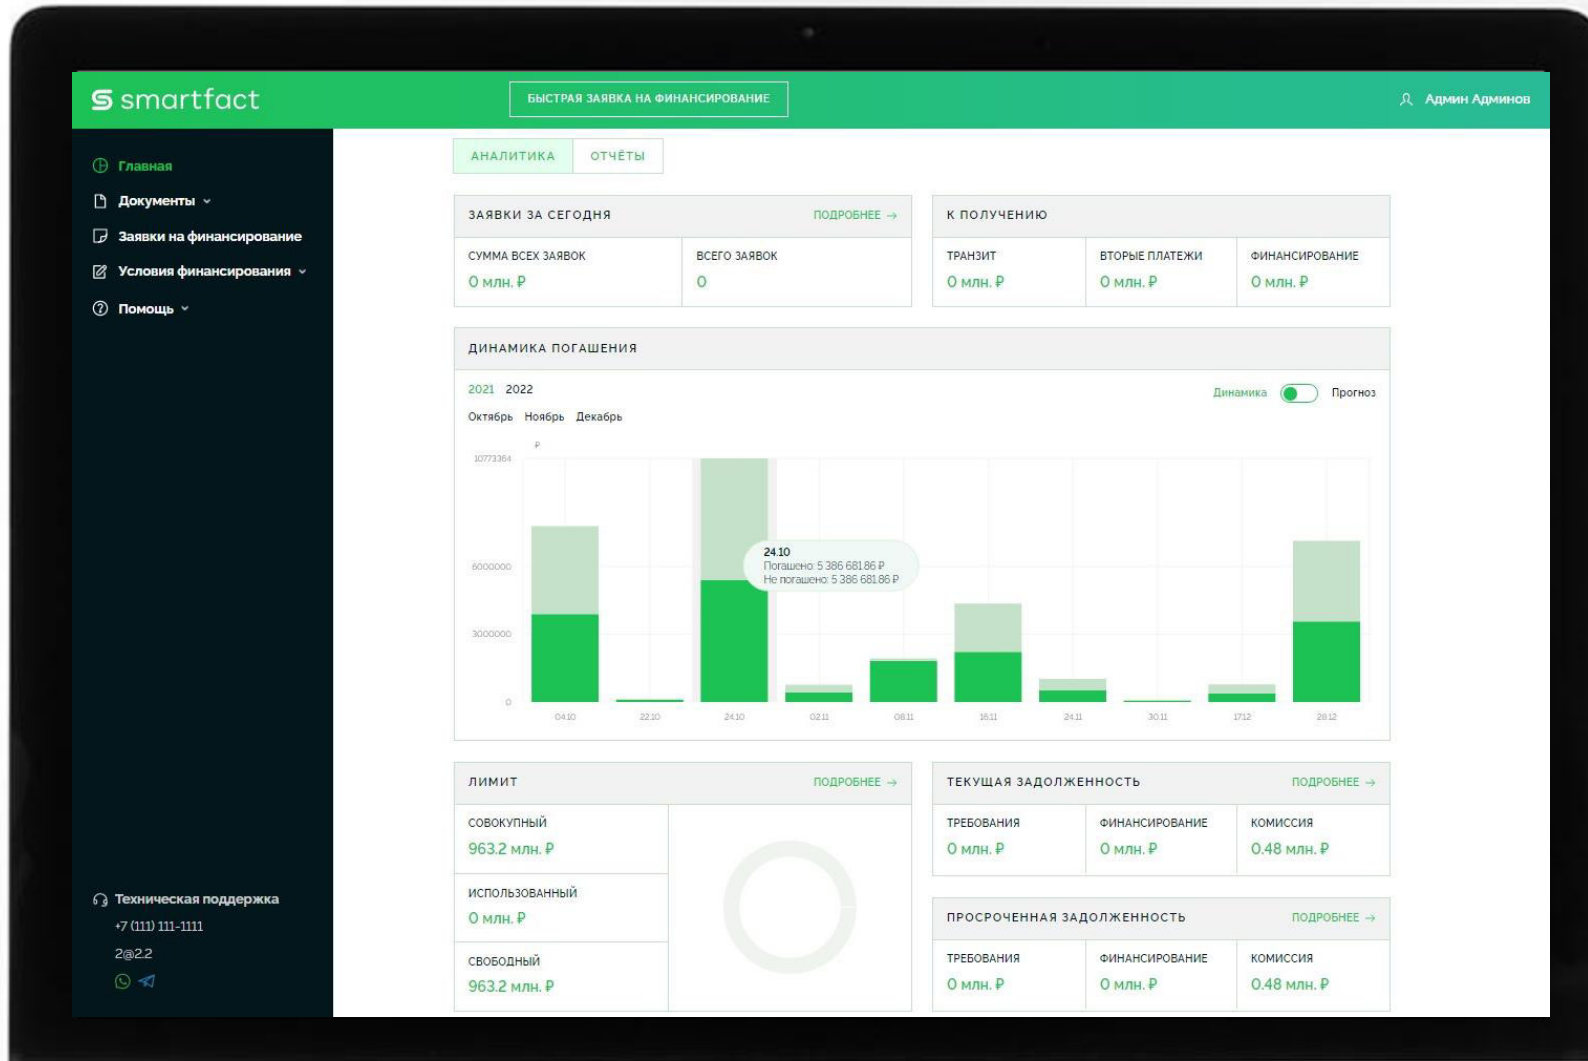 smartfact
БЫСТРАЯ ЗАЯВКА НА ФИНАНСИРОВАНИЕ
Админ Админов
Главная
Документы
Заявки на финансирование
Условия финансирования
Помощь
Техническая поддержка
+7 (111) 111-1111
2@2.2
АНАЛИТИКА ОТЧЁТЫ
ЗАЯВКИ ЗА СЕГОДНЯ ПОДРОБНЕЕ →
СУММА ВСЕХ ЗАЯВОК ВСЕГО ЗАЯВОК
0 млн. ₽ 0
К ПОЛУЧЕНИЮ
ТРАНЗИТ ВТОРЫЕ ПЛАТЕЖИ ФИНАНСИРОВАНИЕ
0 млн. ₽ 0 млн. ₽ 0 млн. ₽
ДИНАМИКА ПОГАШЕНИЯ
2021 2022
Динамика Прогноз
Октябрь Ноябрь Декабрь
₽
10773364
6000000
3000000
0
24.10
Погашено: 5 386 681.86 ₽
Не погашено: 5 386 681.86 ₽
04.10 22.10 24.10 02.11 08.11 16.11 24.11 30.11 17.12 28.12
ЛИМИТ ПОДРОБНЕЕ →
СОВОКУПНЫЙ
963.2 млн. ₽
ИСПОЛЬЗОВАННЫЙ
0 млн. ₽
СВОБОДНЫЙ
963.2 млн. ₽
ТЕКУЩАЯ ЗАДОЛЖЕННОСТЬ ПОДРОБНЕЕ →
ТРЕБОВАНИЯ ФИНАНСИРОВАНИЕ КОМИССИЯ
0 млн. ₽ 0 млн. ₽ 0.48 млн. ₽
ПРОСРОЧЕННАЯ ЗАДОЛЖЕННОСТЬ ПОДРОБНЕЕ →
ТРЕБОВАНИЯ ФИНАНСИРОВАНИЕ КОМИССИЯ
0 млн. ₽ 0 млн. ₽ 0.48 млн. ₽